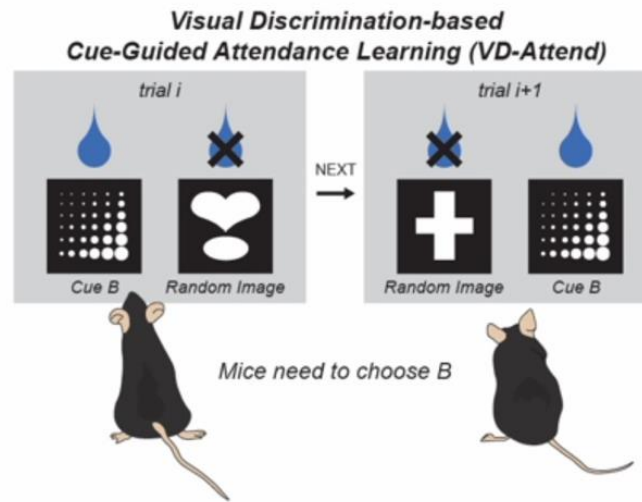 Visual Discrimination-based
Cue-Guided Attendance Learning (VD-Attend)
trial i
Cue B
Random Image
NEXT
trial i+1
Random Image
Cue B
Mice need to choose B